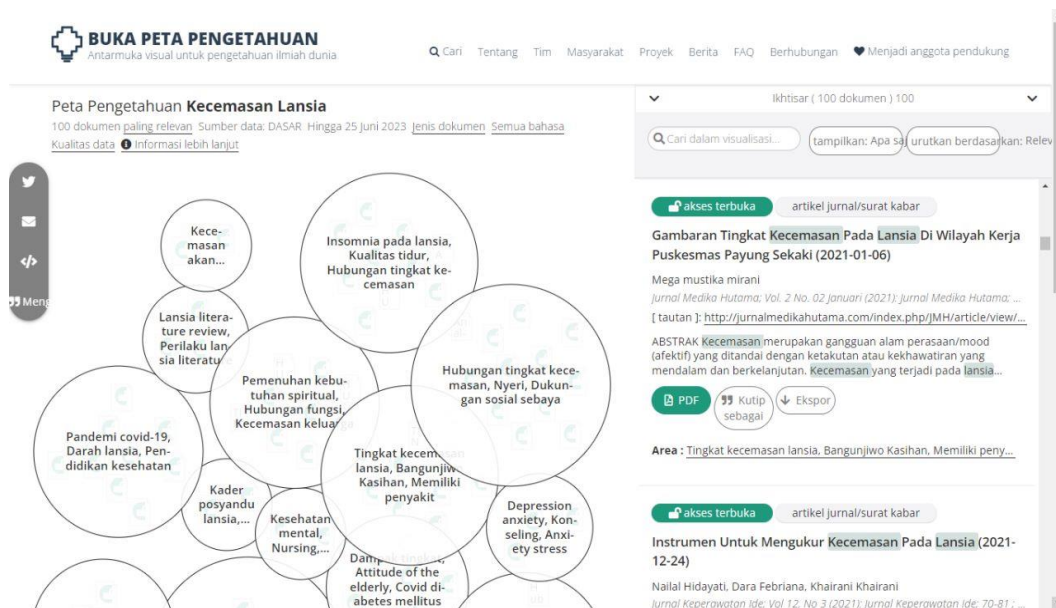 BUKA PETA PENGETAHUAN
Antarmuka visual untuk pengetahuan ilmiah dunia
Cari Tentang Tim Masyarakat Proyek Berita FAQ Berhubungan Menjadi anggota pendukung
Peta Pengetahuan Kecemasan Lansia
100 dokumen paling relevan Sumber data: DASAR Hingga 25 Juni 2023 Jenis dokumen Semua bahasa
Kualitas data Informasi lebih lanjut
Meng
Kece-
masan
akan...
Insomnia pada lansia,
Kualitas tidur,
Hubungan tingkat ke-
cemasan
Lansia litera-
ture review,
Perilaku lan-
sia literatu
Pemenuhan kebu-
tuhan spiritual,
Hubungan fungsi,
Kecemasan keluarga
Hubungan tingkat kece-
masan, Nyeri, Dukun-
gan sosial sebaya
Pandemi covid-19,
Darah lansia, Pen-
didikan kesehatan
Tingkat kecemasan
lansia, Bangunjiwo
Kasihan, Memiliki
penyakit
Kader
posyandu
lansia,...
Kesehatan
mental,
Nursing,...
Depression
anxiety, Kon-
seling, Anxi-
ety stress
Dampak tingkat,
Attitude of the
elderly, Covid di-
abetes mellitus
Ikhtisar ( 100 dokumen ) 100
Cari dalam visualisasi...
tampilkan: Apa saj
urutkan berdasarkan: Relev
akses terbuka
artikel jurnal/surat kabar
Gambaran Tingkat Kecemasan Pada Lansia Di Wilayah Kerja
Puskesmas Payung Sekaki (2021-01-06)
Mega mustika mirani
Jurnal Medika Hutama; Vol. 2 No. 02 Januari (2021): Jurnal Medika Hutama; ...
[ tautan ]: http://jurnalmedikahutama.com/index.php/JMH/article/view/...
ABSTRAK Kecemasan merupakan gangguan alam perasaan/mood
(afektif) yang ditandai dengan ketakutan atau kekhawatiran yang
mendalam dan berkelanjutan. Kecemasan yang terjadi pada lansia...
PDF
Kutip
sebagai
Ekspor
Area : Tingkat kecemasan lansia, Bangunjiwo Kasihan, Memiliki peny...
akses terbuka
artikel jurnal/surat kabar
Instrumen Untuk Mengukur Kecemasan Pada Lansia (2021-
12-24)
Nailal Hidayati, Dara Febriana, Khairani Khairani
Jurnal Keperawatan Ide; Vol 12, No 3 (2021): Jurnal Keperawatan Ide; 70-81 ; ...